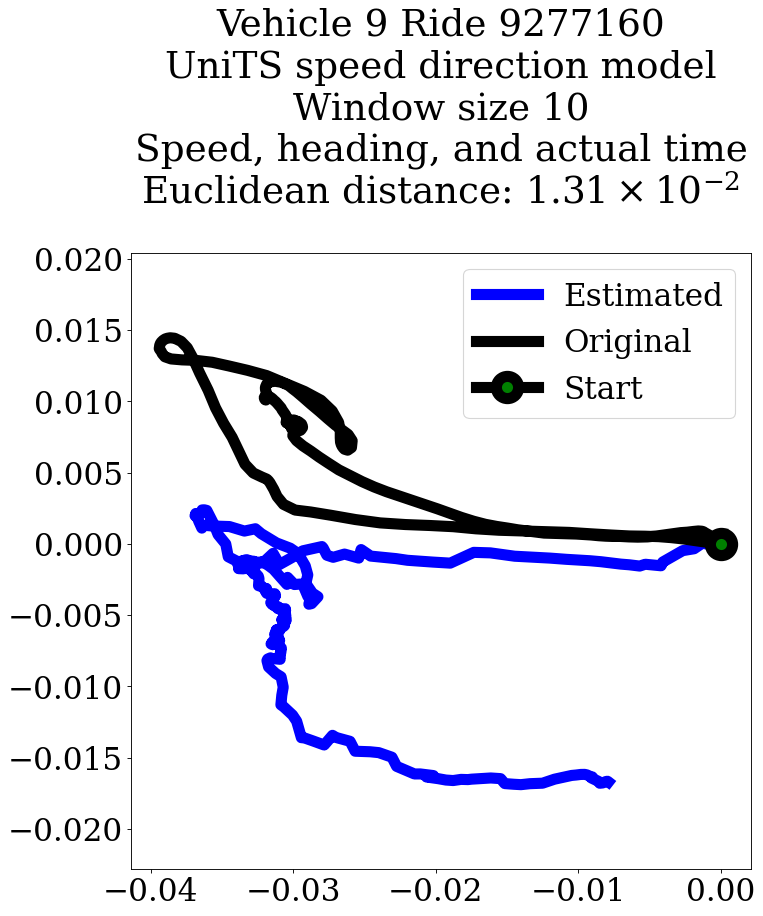 Vehicle 9 Ride 9277160
UniTS speed direction model
Window size 10
Speed, heading, and actual time
Euclidean distance: 1.31 × 10⁻²
Estimated
Original
Start
0.020
0.015
0.010
0.005
0.000
−0.005
−0.010
−0.015
−0.020
−0.04 −0.03 −0.02 −0.01 0.00